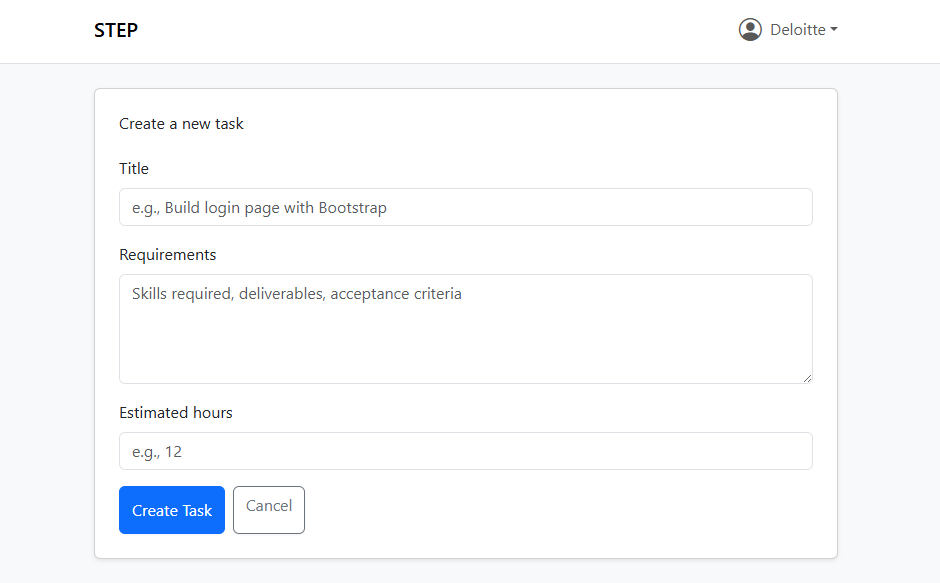 STEP
Deloitte
Create a new task
Title
e.g., Build login page with Bootstrap
Requirements
Skills required, deliverables, acceptance criteria
Estimated hours
e.g., 12
Create Task
Cancel